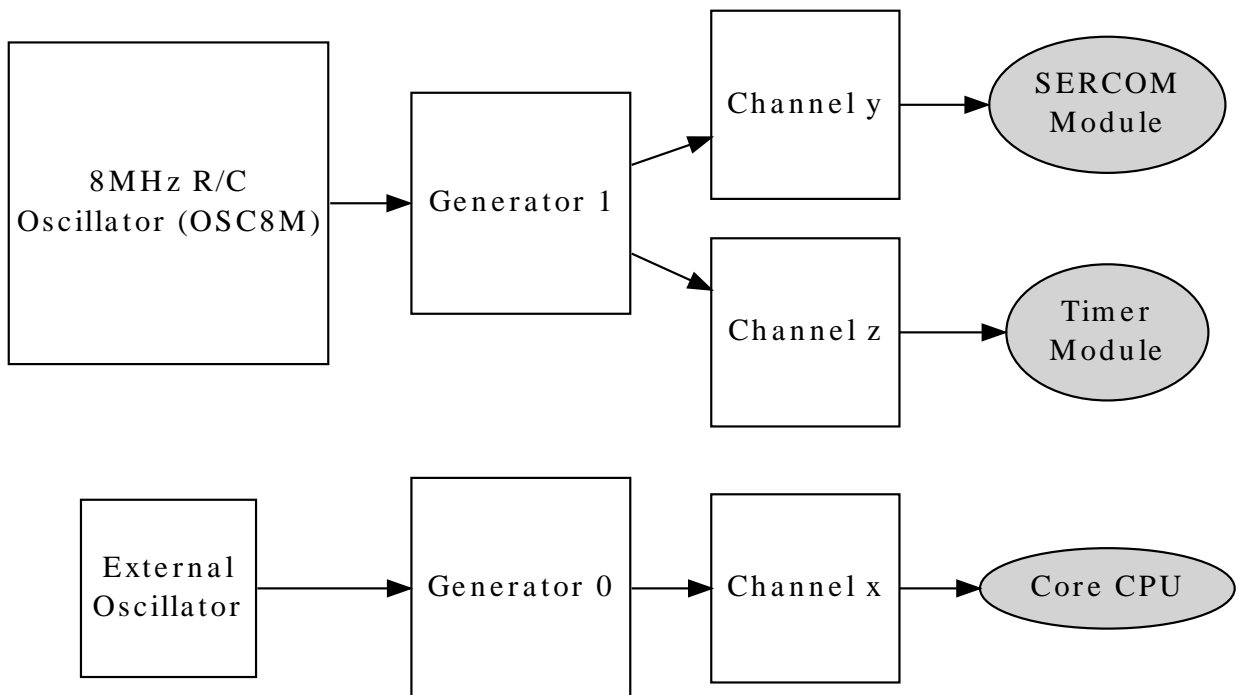 8MHz R/C
Oscillator (OSC8M)
Generator 1
Channel y
SERCOM
Module
Channel z
Timer
Module
External
Oscillator
Generator 0
Channel x
Core CPU